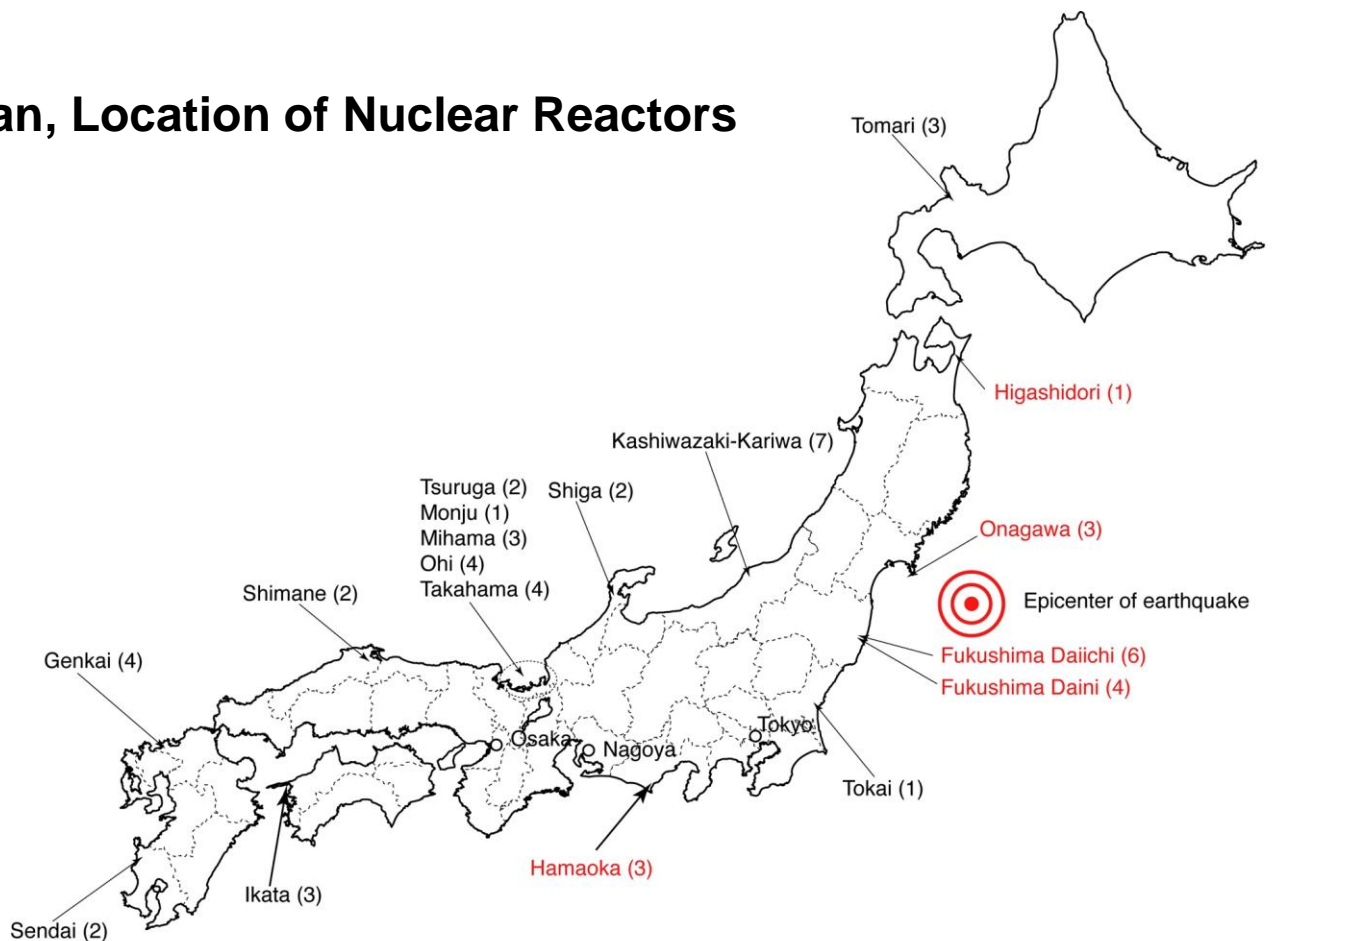 an, Location of Nuclear Reactors
Tomari (3)
Higashidori (1)
Kashiwazaki-Kariwa (7)
Tsuruga (2)
Monju (1)
Mihama (3)
Ohi (4)
Takahama (4)
Shiga (2)
Onagawa (3)
Shimane (2)
Epicenter of earthquake
Genkai (4)
Fukushima Daiichi (6)
Fukushima Daini (4)
Tokyo
Osaka
Nagoya
Tokai (1)
Hamaoka (3)
Ikata (3)
Sendai (2)